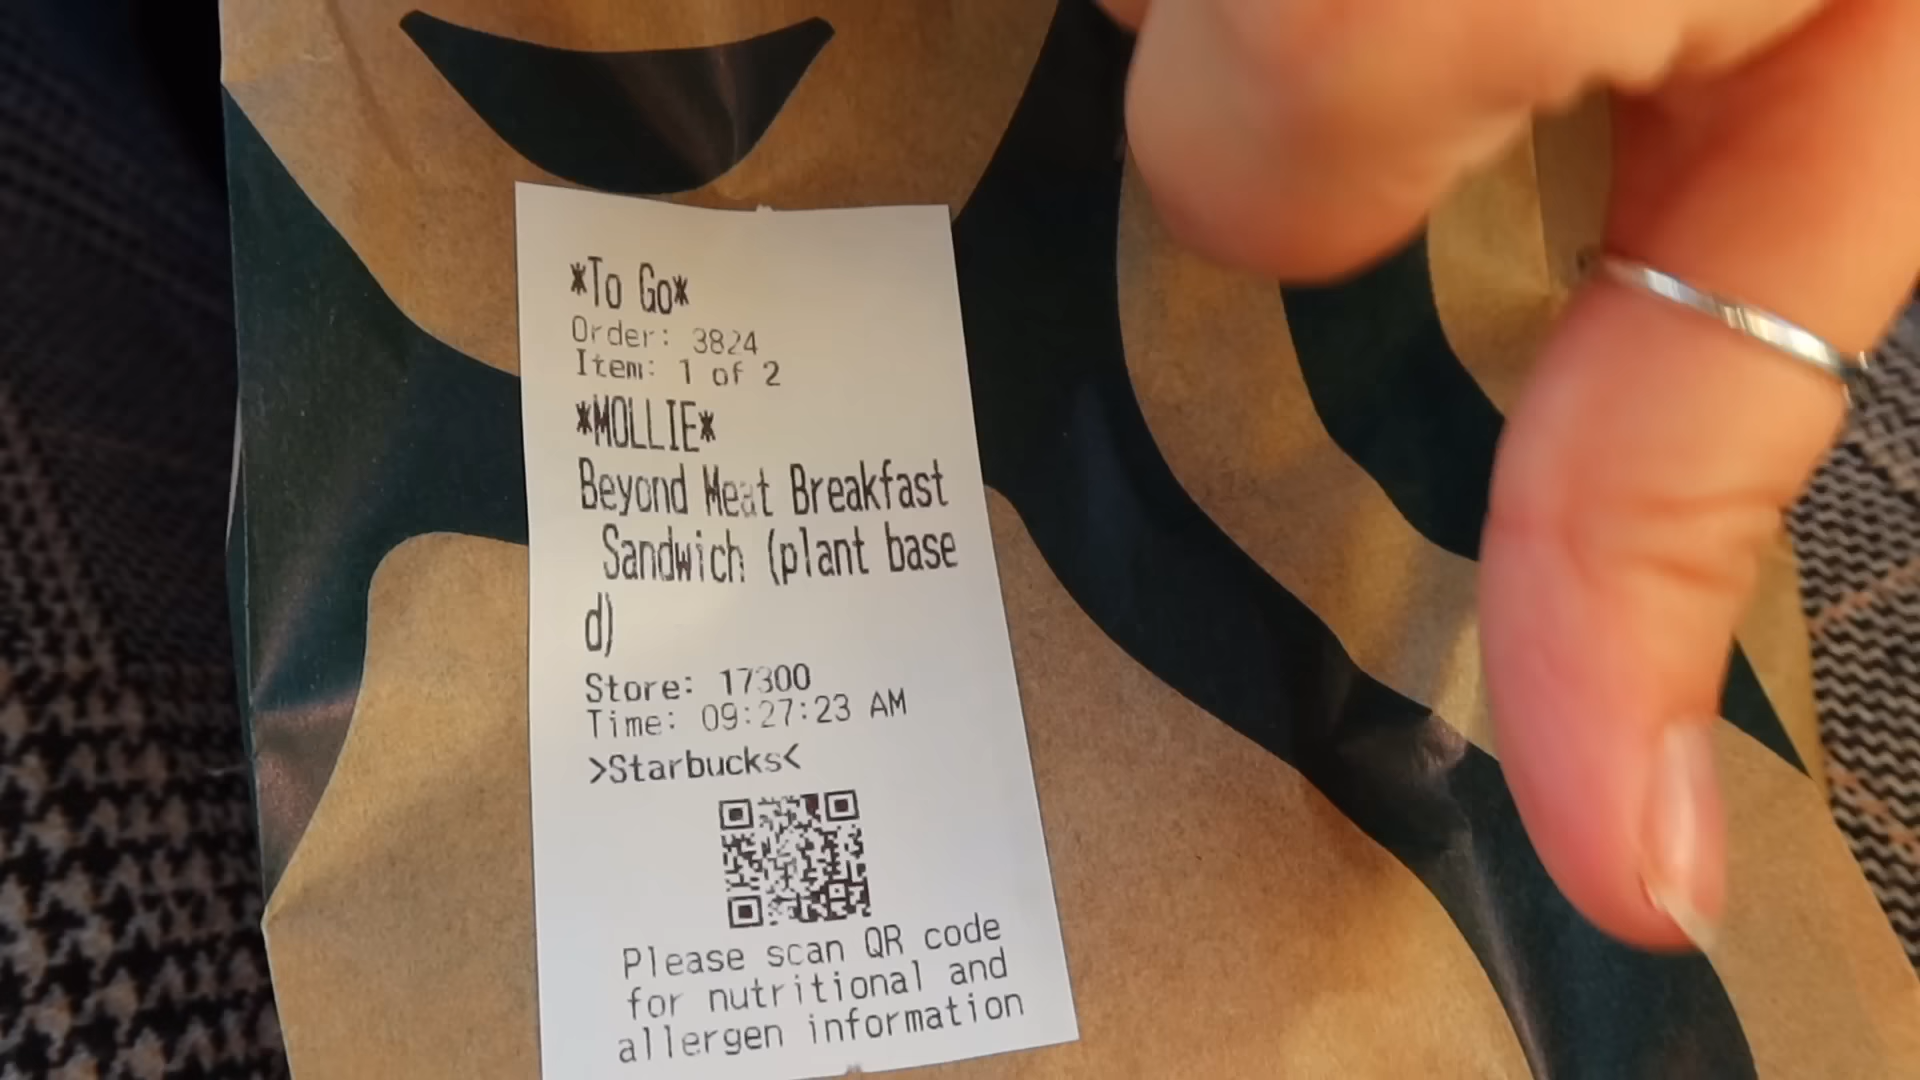 *To Go*
Order: 3824
Item: 1 of 2
*MOLLIE*
Beyond Meat Breakfast
Sandwich (plant base
d)
Store: 17300
Time: 09:27:23 AM
>Starbucks<
Please scan QR code
for nutritional and
allergen information